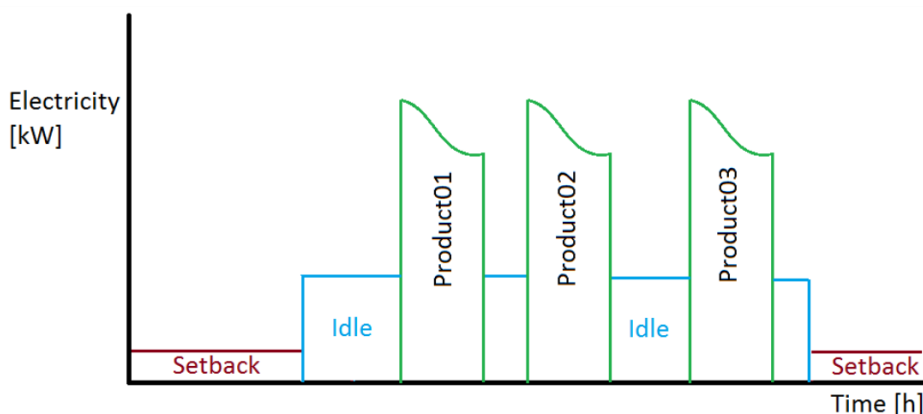 Electricity
[kW]
Product01
Product02
Product03
Idle
Idle
Setback
Setback
Time [h]